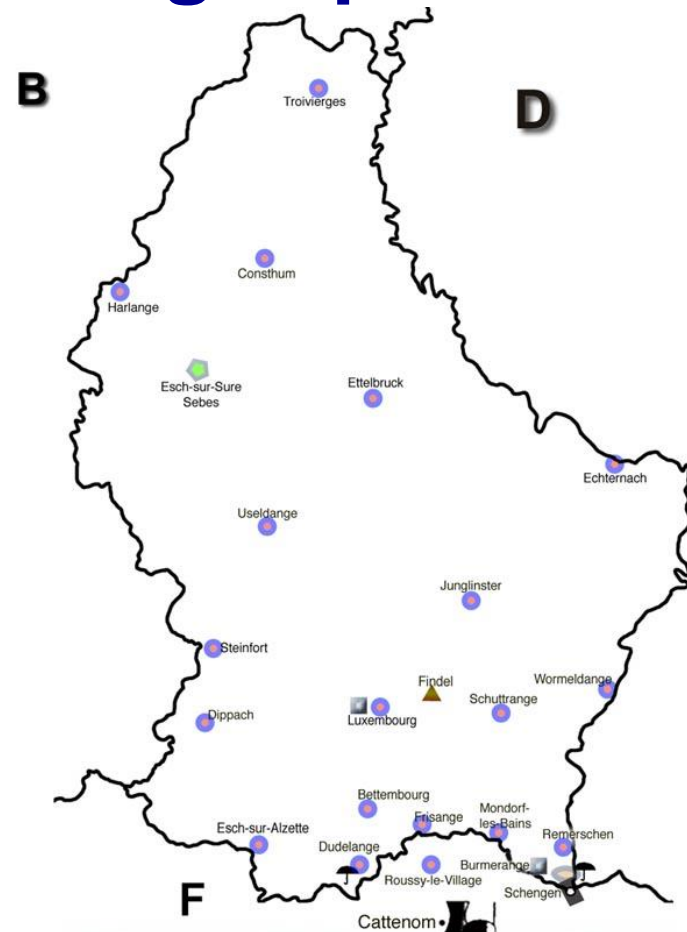 B
D
Troivierges
Consthum
Harlange
Esch-sur-Sure
Sebes
Ettelbruck
Echternach
Useldange
Junglinster
Steinfort
Findel
Wormeldange
Schuttrange
Dippach
Luxembourg
Bettembourg
Frisange
Mondorf-
les-Bains
Esch-sur-Alzette
Remerschen
Dudelange
Burmerange
Roussy-le-Village
Schengen
F
Cattenom